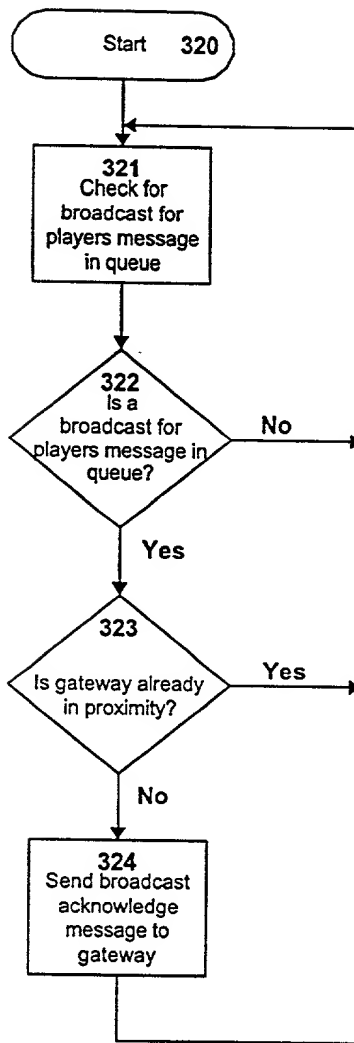 Start 320
321
Check for
broadcast for
players message
in queue
322
Is a
broadcast for
players message in
queue?
No
Yes
323
Is gateway already
in proximity?
Yes
No
324
Send broadcast
acknowledge
message to
gateway